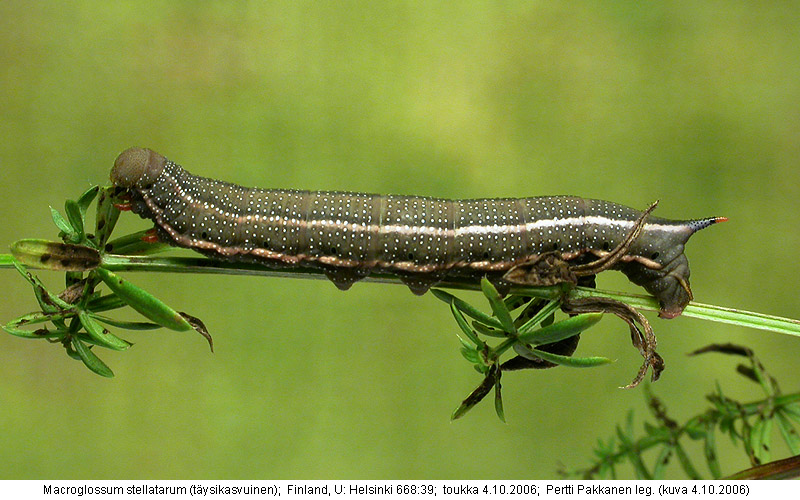 Macroglossum stellatarum (täysikasvuinen);  Finland, U: Helsinki 668:39;  toukka 4.10.2006;  Pertti Pakkanen leg. (kuva 4.10.2006)